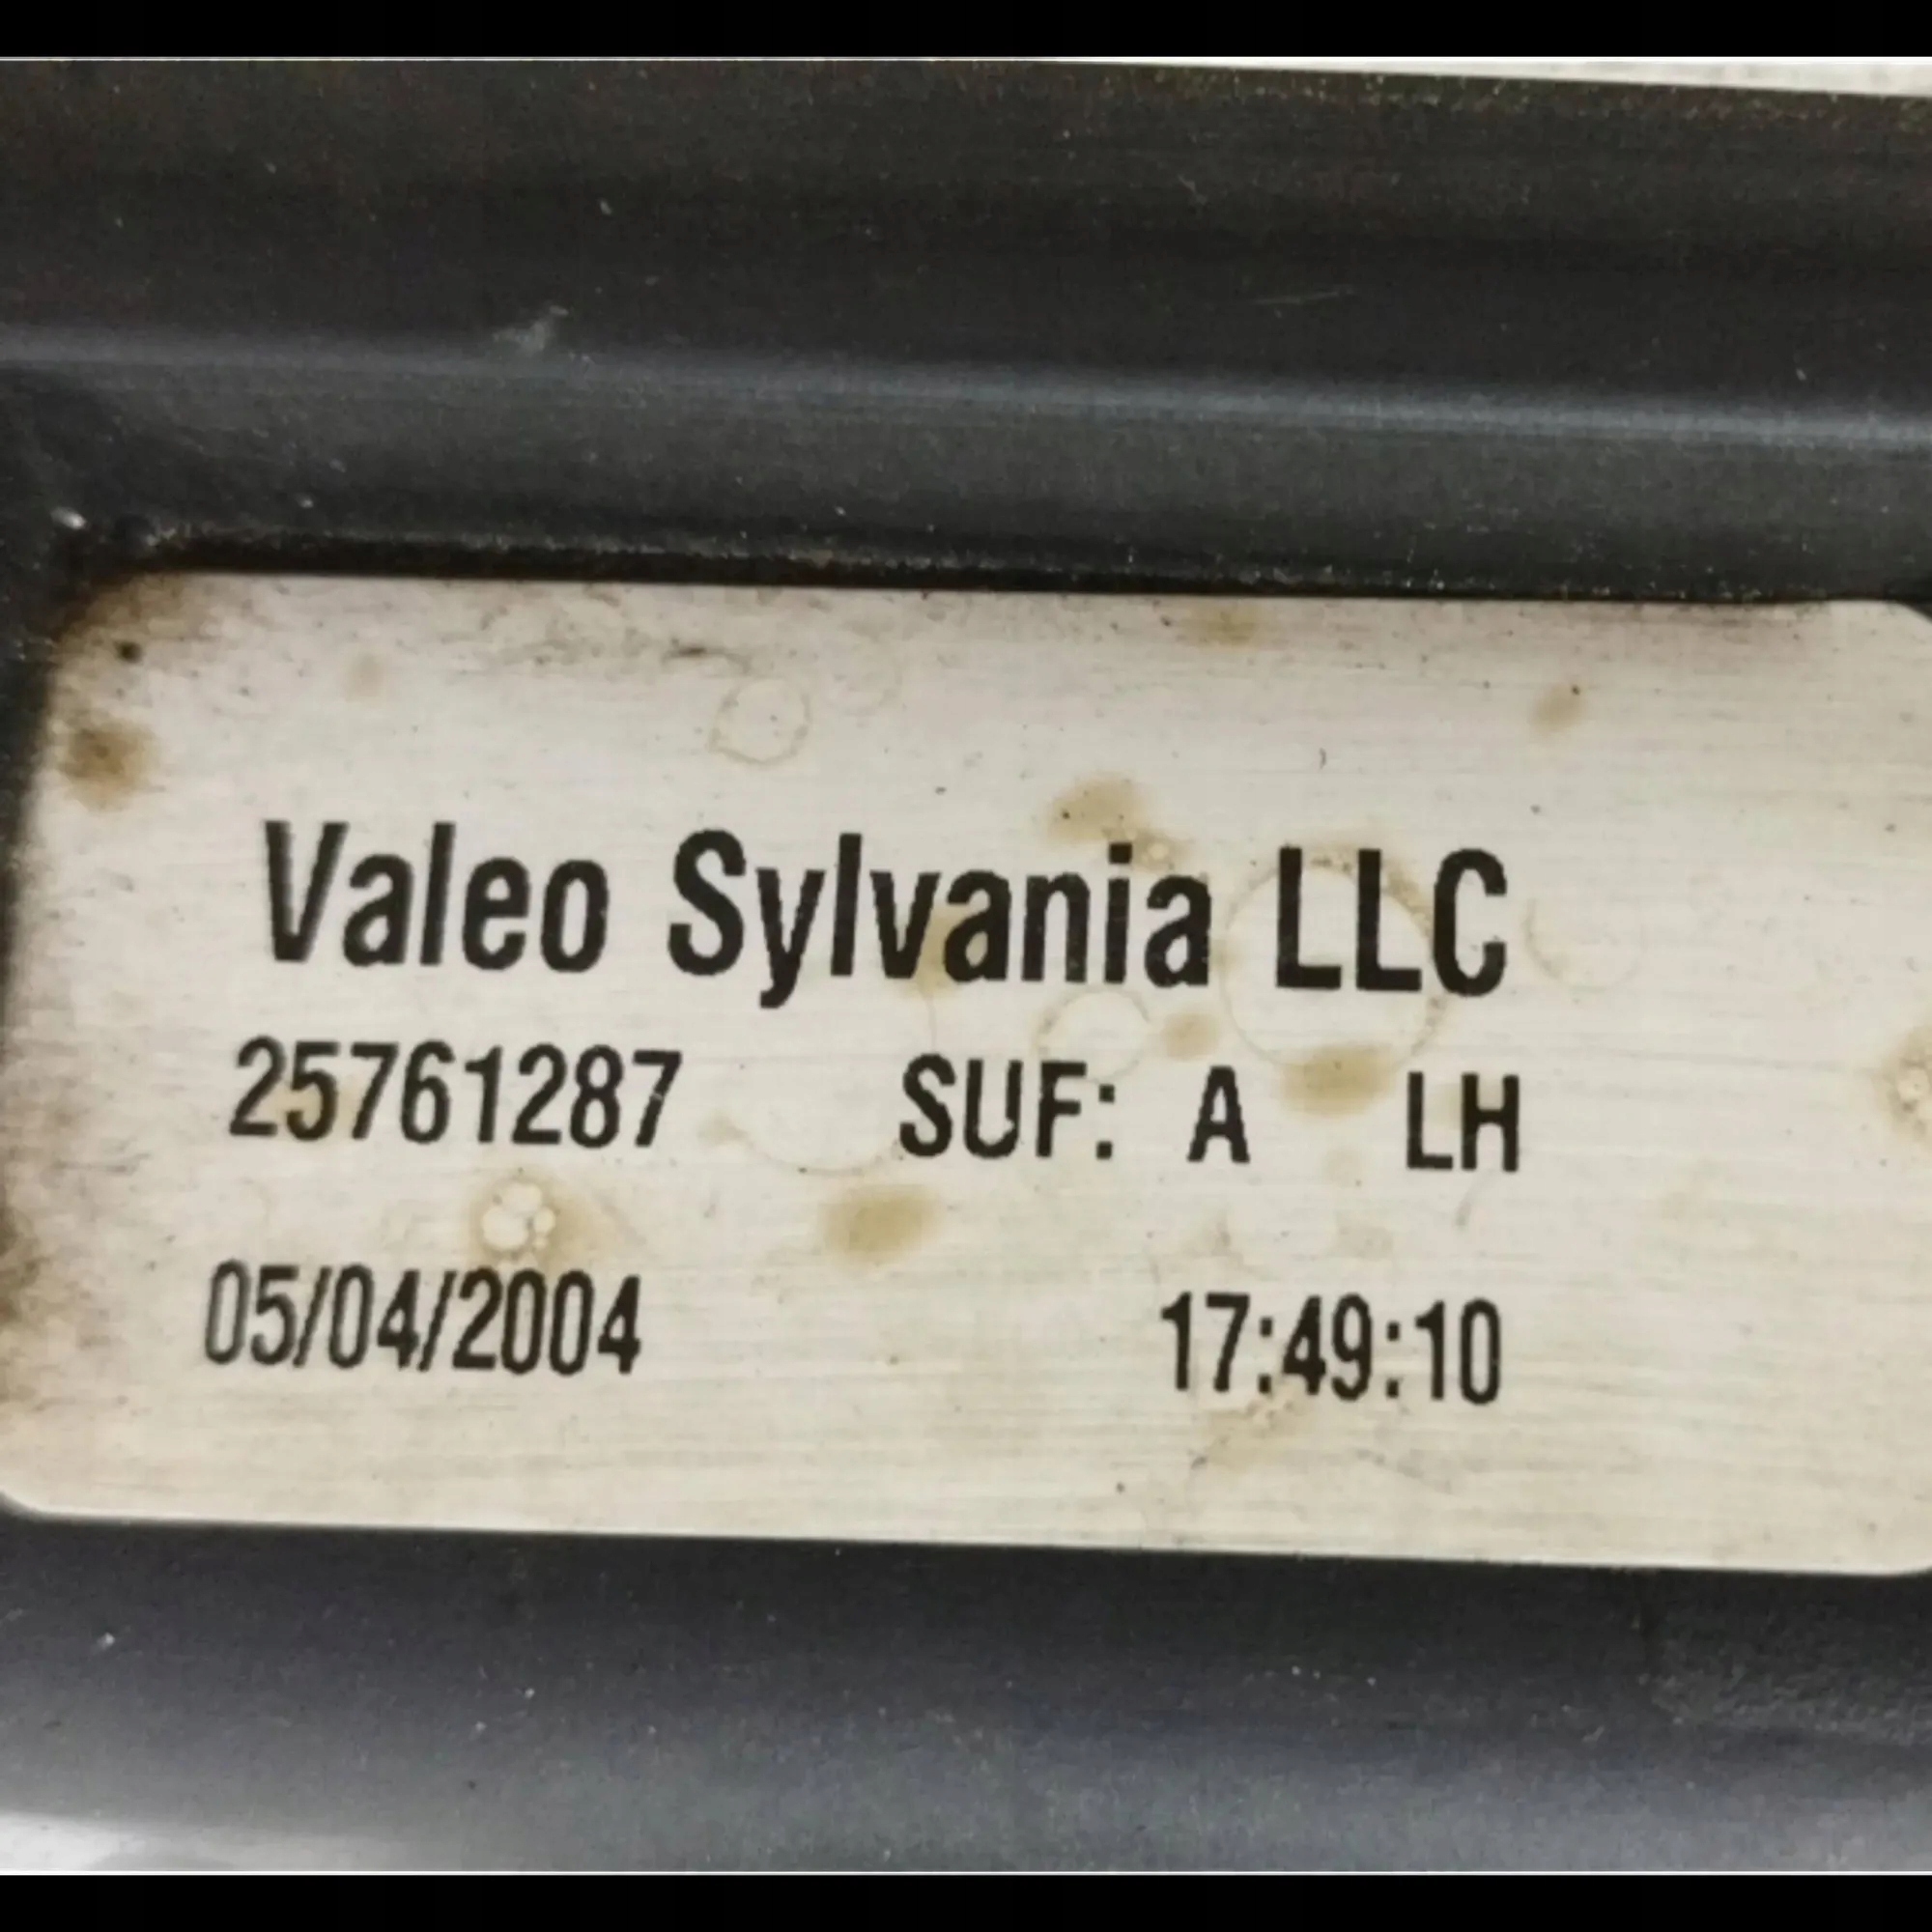 Valeo Sylvania LLC
25761287 SUF: A LH
05/04/2004 17:49:10